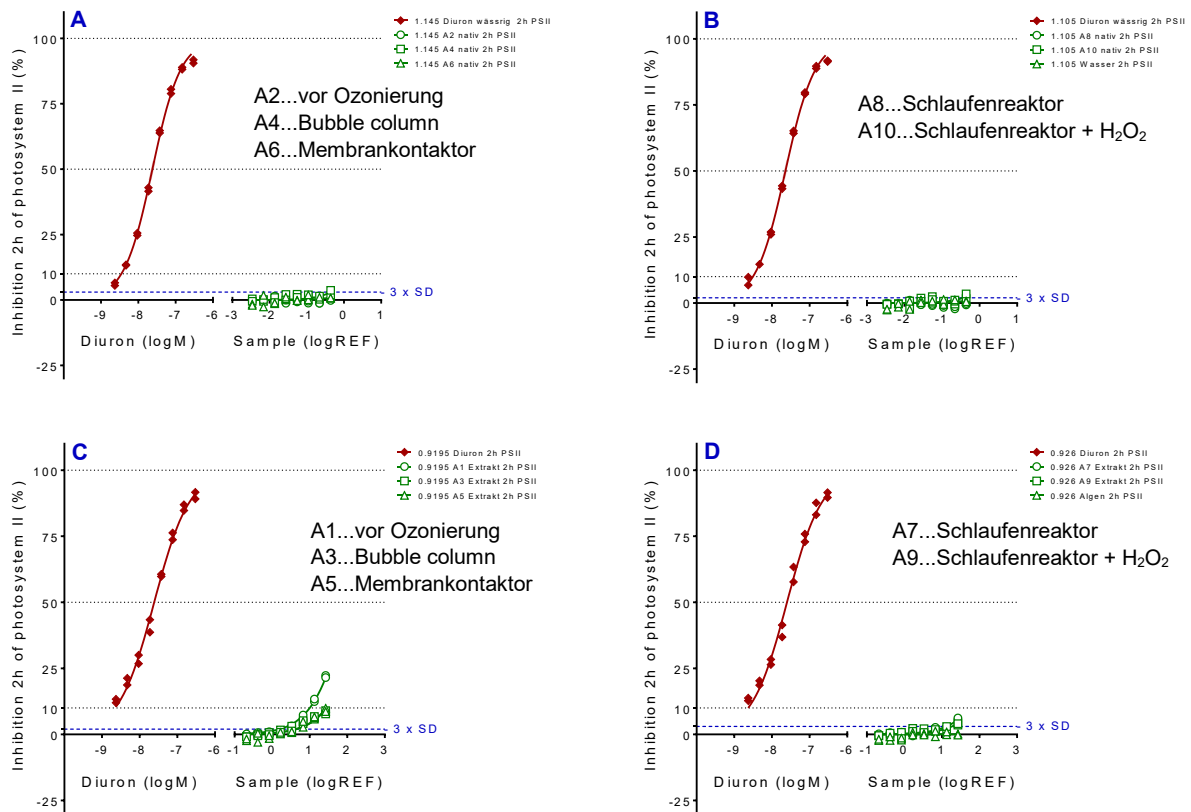 A
1.145 Diuron wässrig 2h PSII
1.145 A2 nativ 2h PSII
1.145 A4 nativ 2h PSII
1.145 A6 nativ 2h PSII
Inhibition 2h of photosystem II (%)
100
75
50
25
10
0
-25
A2...vor Ozonierung
A4...Bubble column
A6...Membrankontaktor
3 x SD
-9 -8 -7 -6 -3 -2 -1 0 1
Diuron (logM) Sample (logREF)
B
1.105 Diuron wässrig 2h PSII
1.105 A8 nativ 2h PSII
1.105 A10 nativ 2h PSII
1.105 Wasser 2h PSII
Inhibition 2h of photosystem II (%)
100
75
50
25
10
0
-25
A8...Schlaufenreaktor
A10...Schlaufenreaktor + H₂O₂
3 x SD
-9 -8 -7 -6 -3 -2 -1 0 1
Diuron (logM) Sample (logREF)
C
0.9195 Diuron 2h PSII
0.9195 A1 Extrakt 2h PSII
0.9195 A3 Extrakt 2h PSII
0.9195 A5 Extrakt 2h PSII
Inhibition 2h of photosystem II (%)
100
75
50
25
10
0
-25
A1...vor Ozonierung
A3...Bubble column
A5...Membrankontaktor
3 x SD
-9 -8 -7 -6 -1 0 1 2 3
Diuron (logM) Sample (logREF)
D
0.926 Diuron 2h PSII
0.926 A7 Extrakt 2h PSII
0.926 A9 Extrakt 2h PSII
0.926 Algen 2h PSII
Inhibition 2h of photosystem II (%)
100
75
50
25
10
0
-25
A7...Schlaufenreaktor
A9...Schlaufenreaktor + H₂O₂
3 x SD
-9 -8 -7 -6 -1 0 1 2 3
Diuron (logM) Sample (logREF)